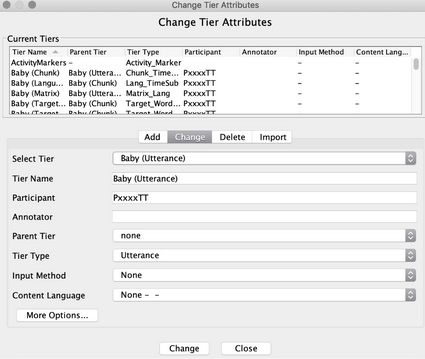 Change Tier Attributes
Change Tier Attributes
Current Tiers
Tier Name Parent Tier Tier Type Participant Annotator Input Method Content Lang...
ActivityMarkers – Activity_Marker – –
Baby (Chunk) Baby (Uttera... Chunk_Time... PxxxxTT – –
Baby (Langu... Baby (Chunk) Lang_TimeSub PxxxxTT – –
Baby (Matrix) Baby (Chunk) Matrix_Lang PxxxxTT – –
Baby (Target... Baby (Chunk) Target_Word... PxxxxTT – –
Baby (Target... Baby (Chunk) Target_Word... PxxxxTT – –
Add Change Delete Import
Select Tier Baby (Utterance)
Tier Name Baby (Utterance)
Participant PxxxxTT
Annotator
Parent Tier none
Tier Type Utterance
Input Method None
Content Language None – –
More Options...
Change Close